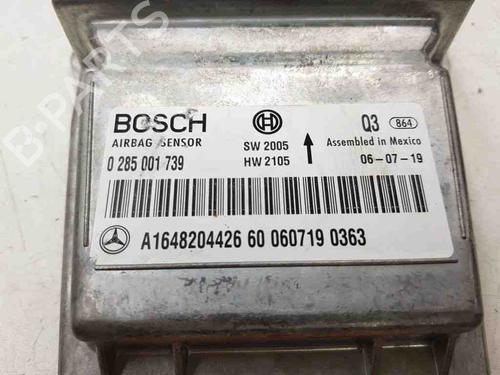 B-PARTS
BOSCH
AIRBAG SENSOR
0 285 001 739
SW 2005
HW 2105
03 864
Assembled in Mexico
06-07-19
A1648204426 60 060719 0363